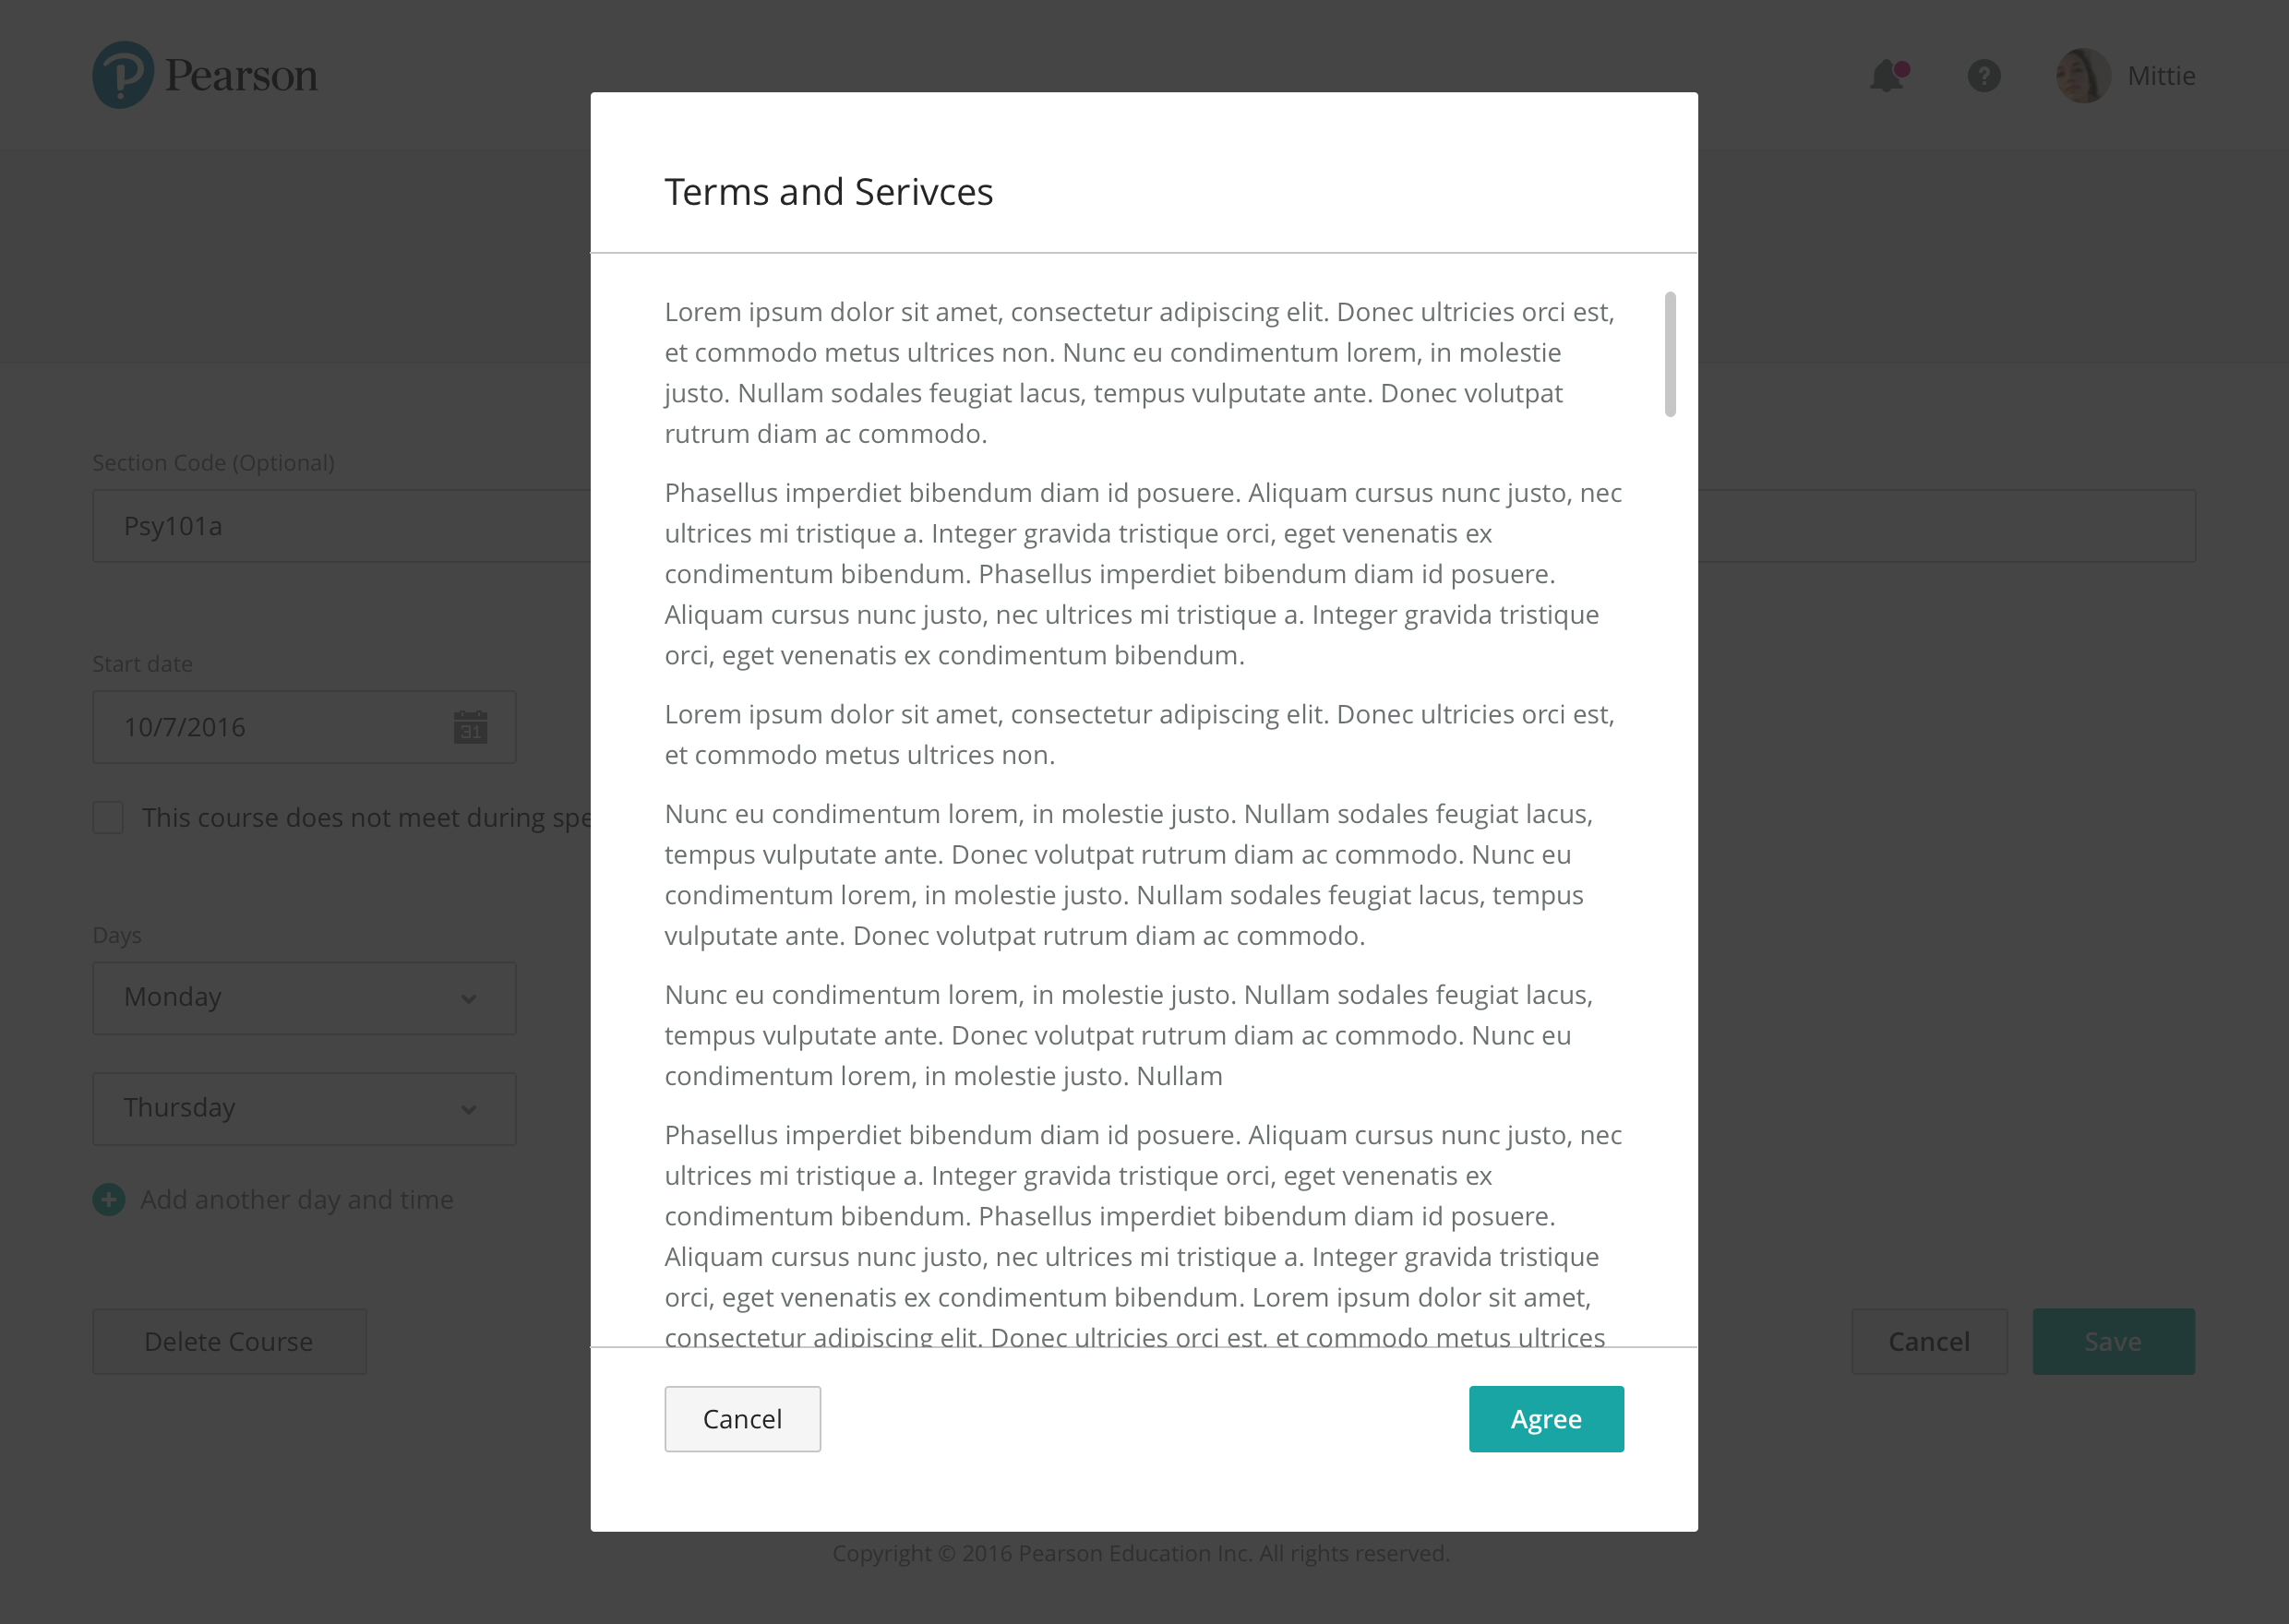 Pearson
Mittie
Terms and Serivces
Lorem ipsum dolor sit amet, consectetur adipiscing elit. Donec ultricies orci est,
et commodo metus ultrices non. Nunc eu condimentum lorem, in molestie
justo. Nullam sodales feugiat lacus, tempus vulputate ante. Donec volutpat
rutrum diam ac commodo.
Phasellus imperdiet bibendum diam id posuere. Aliquam cursus nunc justo, nec
ultrices mi tristique a. Integer gravida tristique orci, eget venenatis ex
condimentum bibendum. Phasellus imperdiet bibendum diam id posuere.
Aliquam cursus nunc justo, nec ultrices mi tristique a. Integer gravida tristique
orci, eget venenatis ex condimentum bibendum.
Lorem ipsum dolor sit amet, consectetur adipiscing elit. Donec ultricies orci est,
et commodo metus ultrices non.
Nunc eu condimentum lorem, in molestie justo. Nullam sodales feugiat lacus,
tempus vulputate ante. Donec volutpat rutrum diam ac commodo. Nunc eu
condimentum lorem, in molestie justo. Nullam sodales feugiat lacus, tempus
vulputate ante. Donec volutpat rutrum diam ac commodo.
Nunc eu condimentum lorem, in molestie justo. Nullam sodales feugiat lacus,
tempus vulputate ante. Donec volutpat rutrum diam ac commodo. Nunc eu
condimentum lorem, in molestie justo. Nullam
Phasellus imperdiet bibendum diam id posuere. Aliquam cursus nunc justo, nec
ultrices mi tristique a. Integer gravida tristique orci, eget venenatis ex
condimentum bibendum. Phasellus imperdiet bibendum diam id posuere.
Aliquam cursus nunc justo, nec ultrices mi tristique a. Integer gravida tristique
orci, eget venenatis ex condimentum bibendum. Lorem ipsum dolor sit amet,
consectetur adipiscing elit. Donec ultricies orci est, et commodo metus ultrices
Cancel
Agree
Section Code (Optional)
Psy101a
Start date
10/7/2016
31
This course does not meet during spe
Days
Monday
Thursday
Add another day and time
Delete Course
Cancel
Save
Copyright © 2016 Pearson Education Inc. All rights reserved.